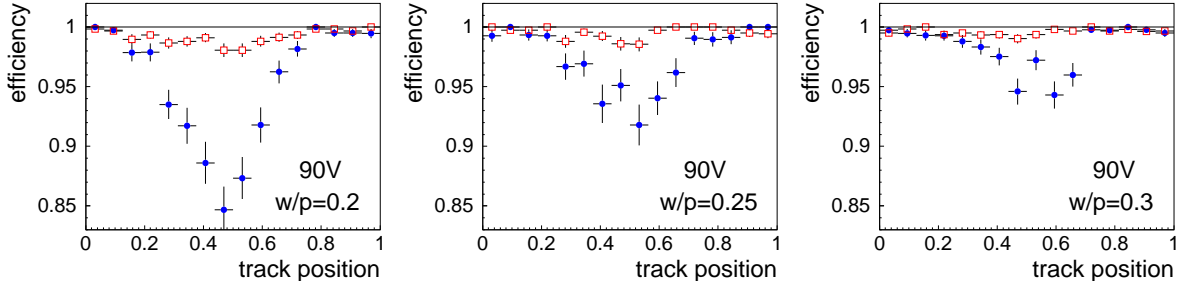 efficiency
1
0.95
0.9
0.85
90V
w/p=0.2
0 0.2 0.4 0.6 0.8 1
track position
efficiency
1
0.95
0.9
0.85
90V
w/p=0.25
0 0.2 0.4 0.6 0.8 1
track position
efficiency
1
0.95
0.9
0.85
90V
w/p=0.3
0 0.2 0.4 0.6 0.8 1
track position